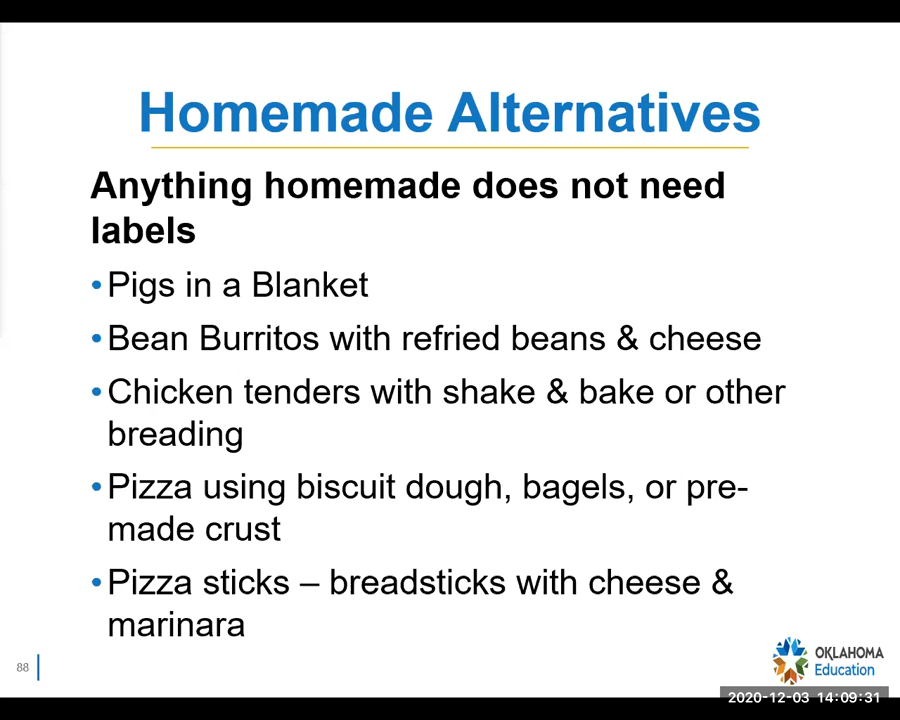 Homemade Alternatives
Anything homemade does not need
labels
•Pigs in a Blanket
•Bean Burritos with refried beans & cheese
•Chicken tenders with shake & bake or other
breading
•Pizza using biscuit dough, bagels, or pre-
made crust
•Pizza sticks – breadsticks with cheese &
marinara
88
OKLAHOMA
Education
2020-12-03 14:09:31